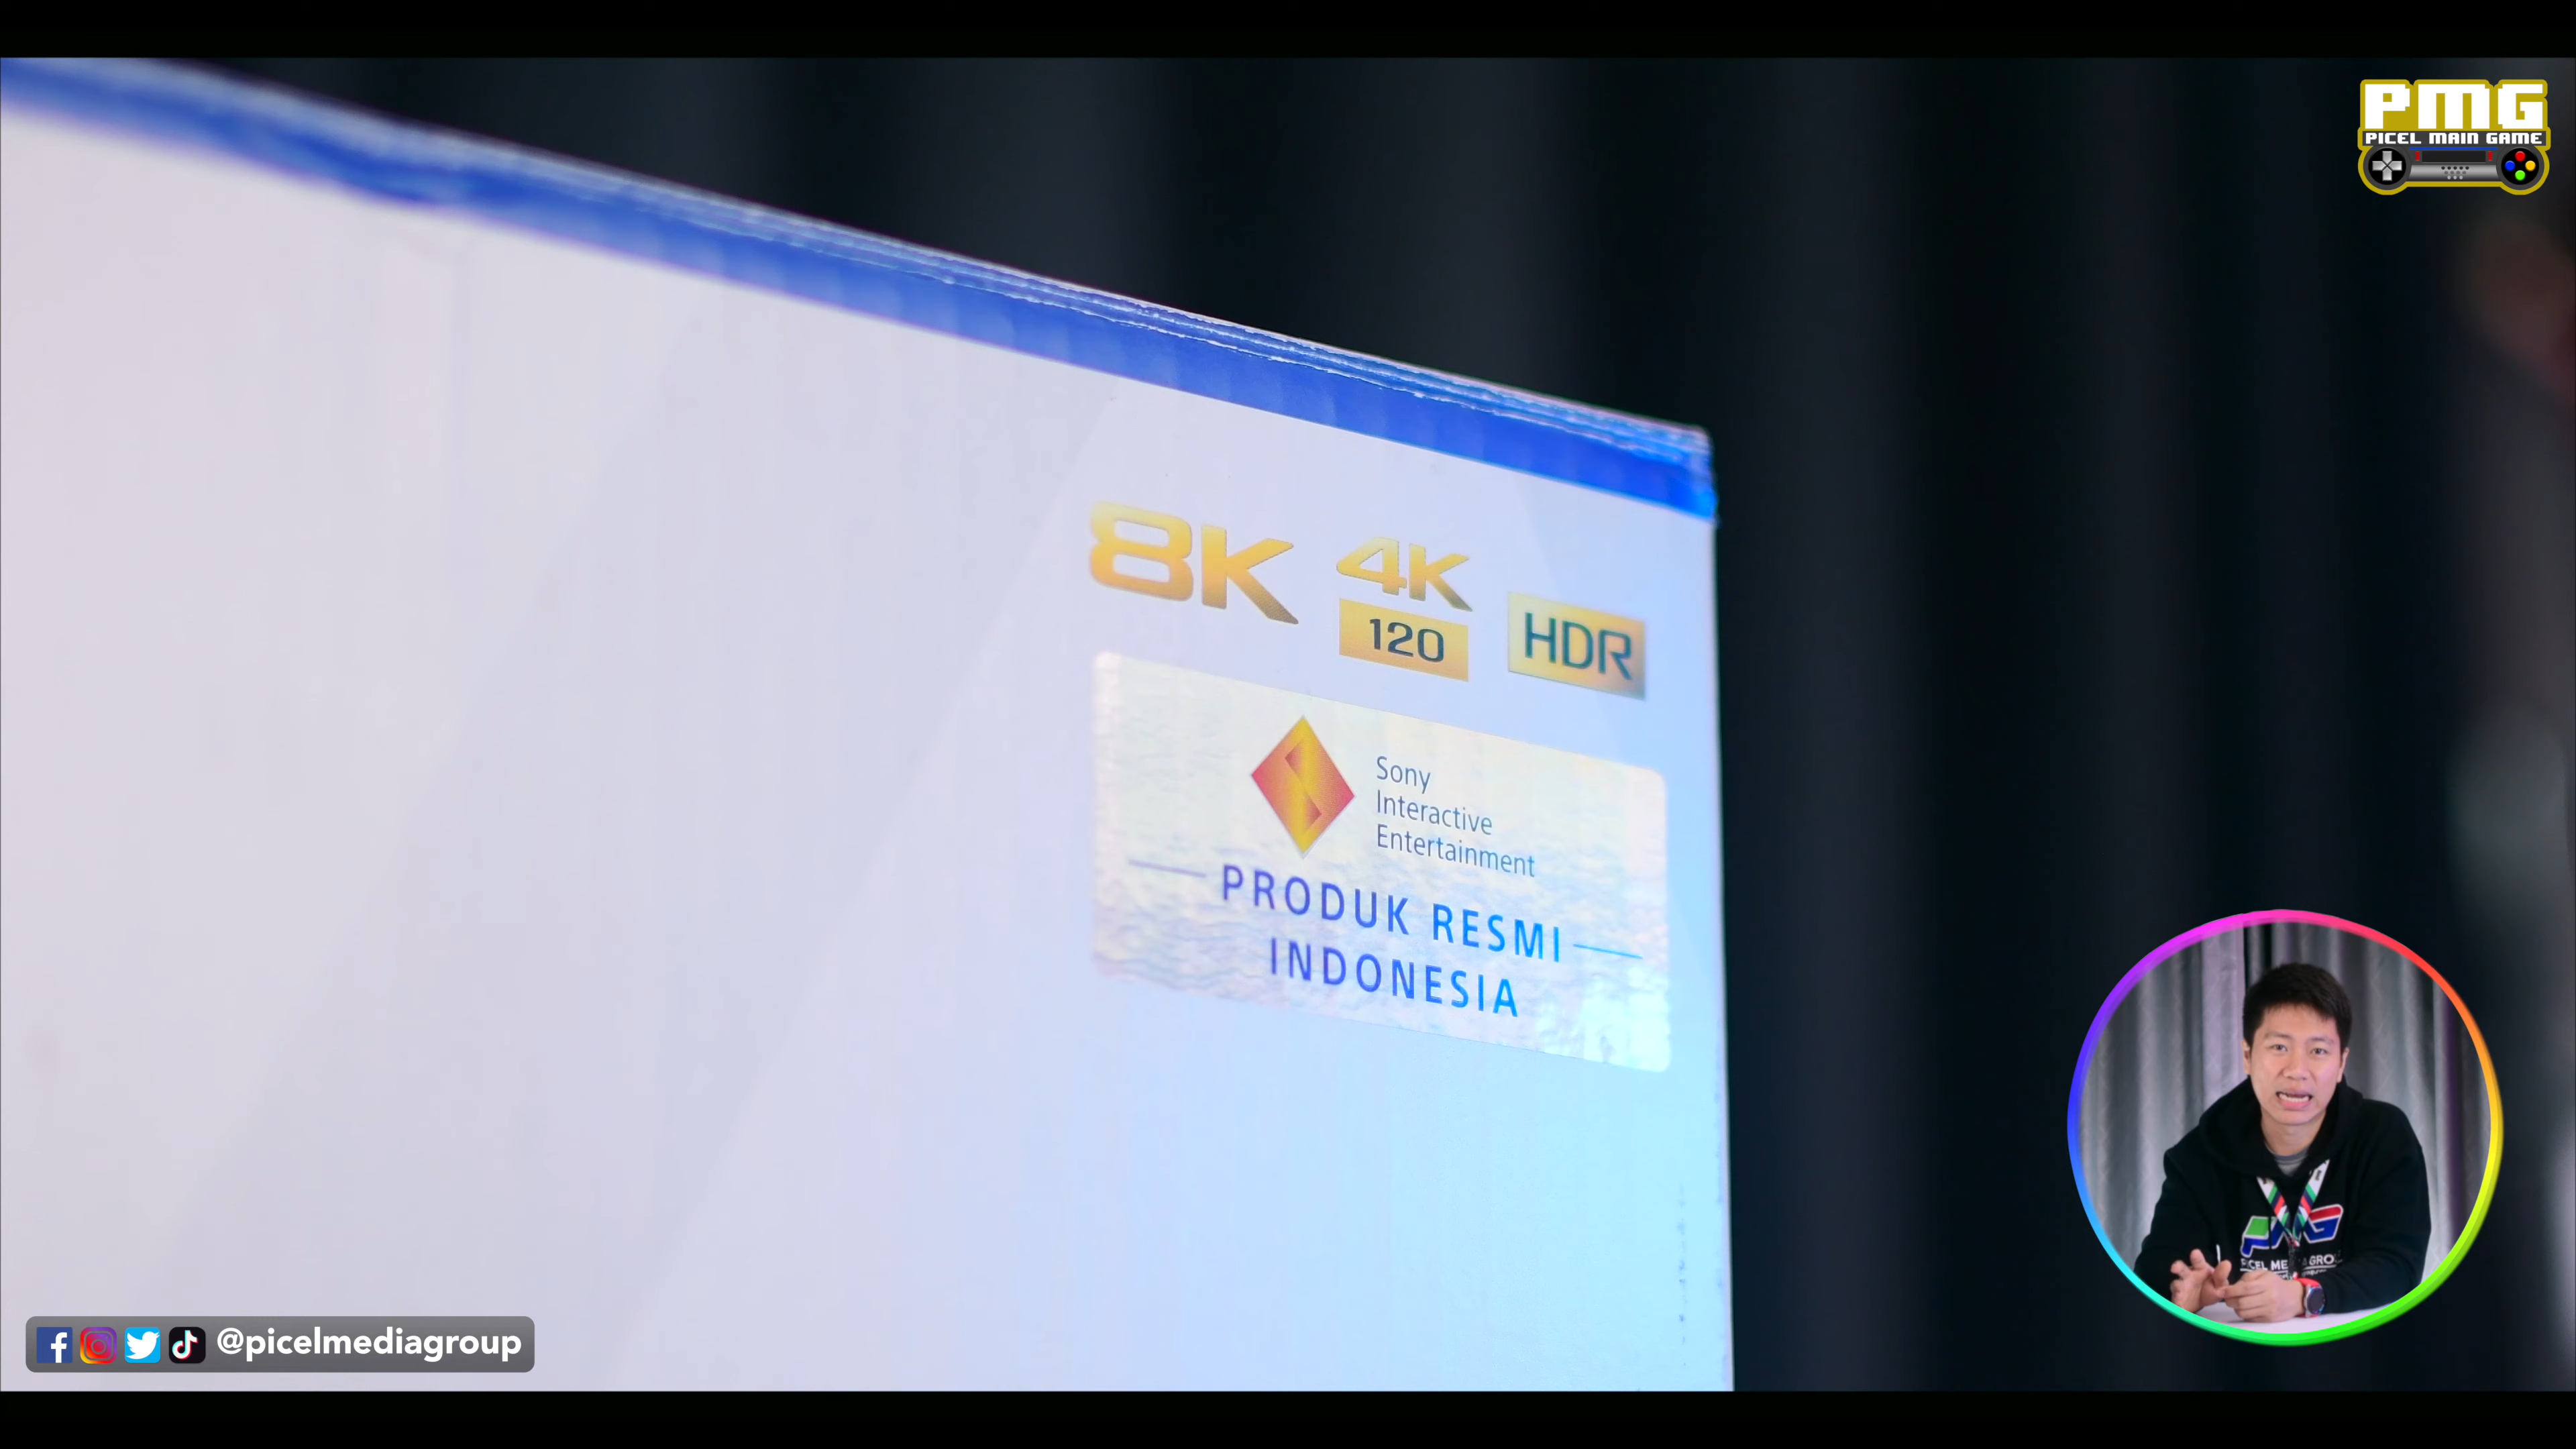 PMG
PICEL MAIN GAME
8K
4K
120
HDR
Sony
Interactive
Entertainment
PRODUK RESMI
INDONESIA
@picelmediagroup